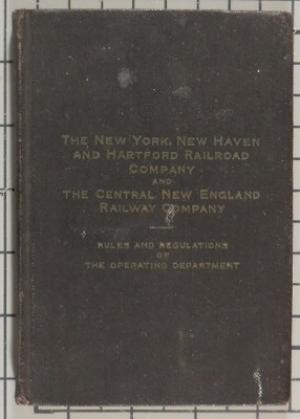 THE NEW YORK, NEW HAVEN
AND HARTFORD RAILROAD
COMPANY
AND
THE CENTRAL NEW ENGLAND
RAILWAY COMPANY
RULES AND REGULATIONS
OF
THE OPERATING DEPARTMENT